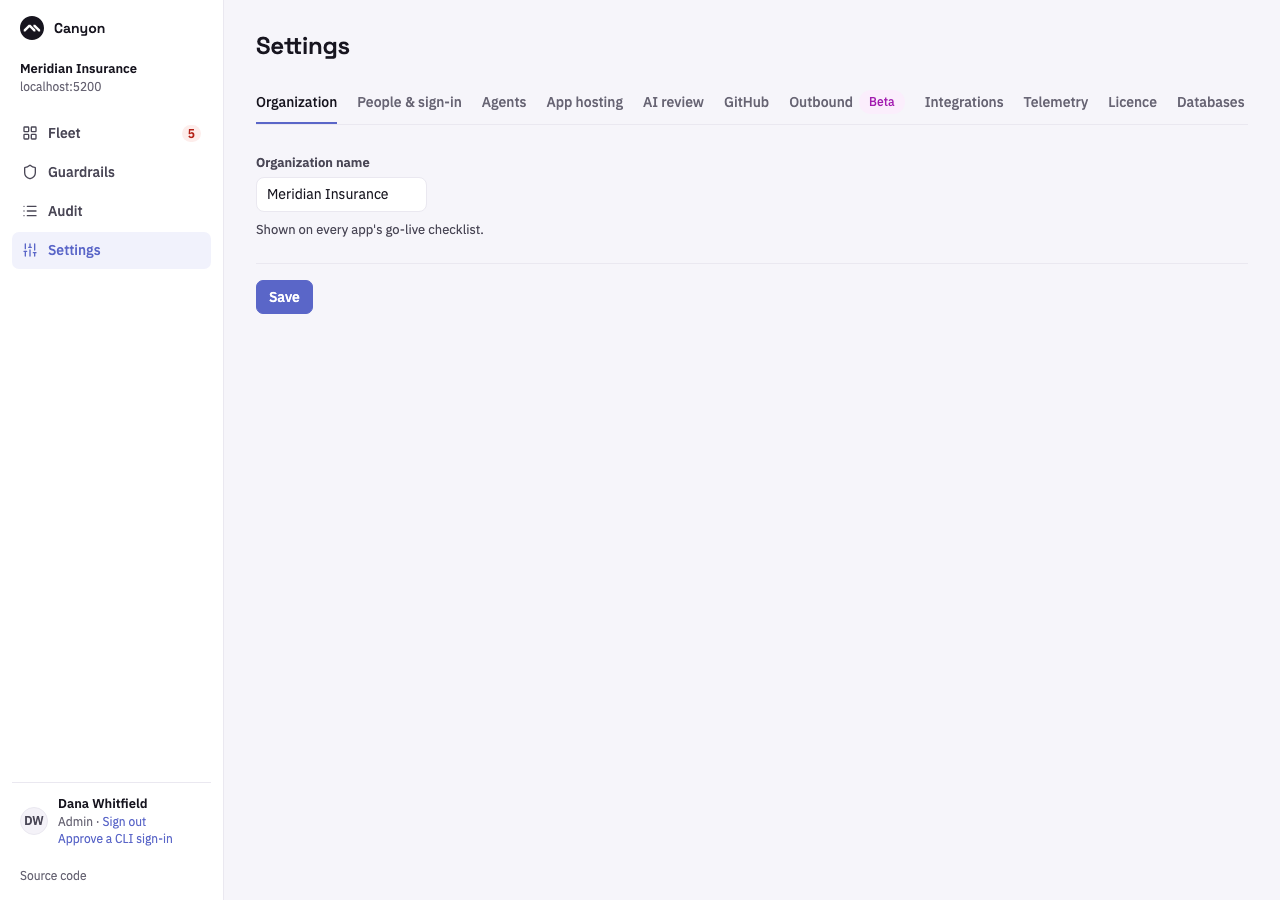 Canyon
Meridian Insurance
localhost:5200
Fleet 5
Guardrails
Audit
Settings
Dana Whitfield
Admin · Sign out
Approve a CLI sign-in
Source code
Settings
Organization People & sign-in Agents App hosting AI review GitHub Outbound Beta Integrations Telemetry Licence Databases
Organization name
Meridian Insurance
Shown on every app's go-live checklist.
Save
DW